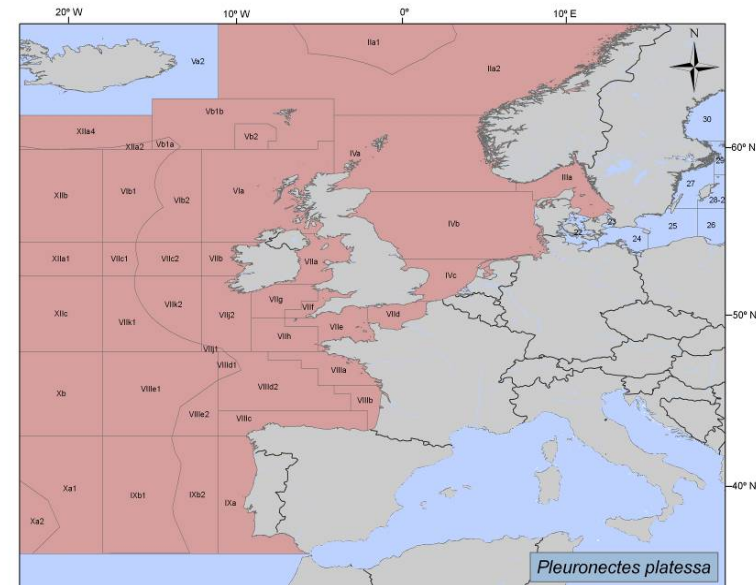 20° W 10° W 0° 10° E
IIa1
N
Va2
IIa2
Vb1b
XIIa4
Vb2
30
XIIa2 Vb1a
IVa
60° N
29
IIIa
27
28-2
XIIb VIb1 VIb2 VIa
IVb
23
22
24 25 26
XIIa1 VIIc1 VIIc2 VIIb VIIa
IVc
VIIg
VIIf
XIIc VIIk1 VIIk2 VIIj2
VIId
50° N
VIIe
VIIh
VIIj1
VIIId1
VIIIa
Xb VIIIe1 VIIId2
VIIIb
VIIIe2
VIIIc
Xa1 IXb1 IXb2 IXa
40° N
Xa2
Pleuronectes platessa